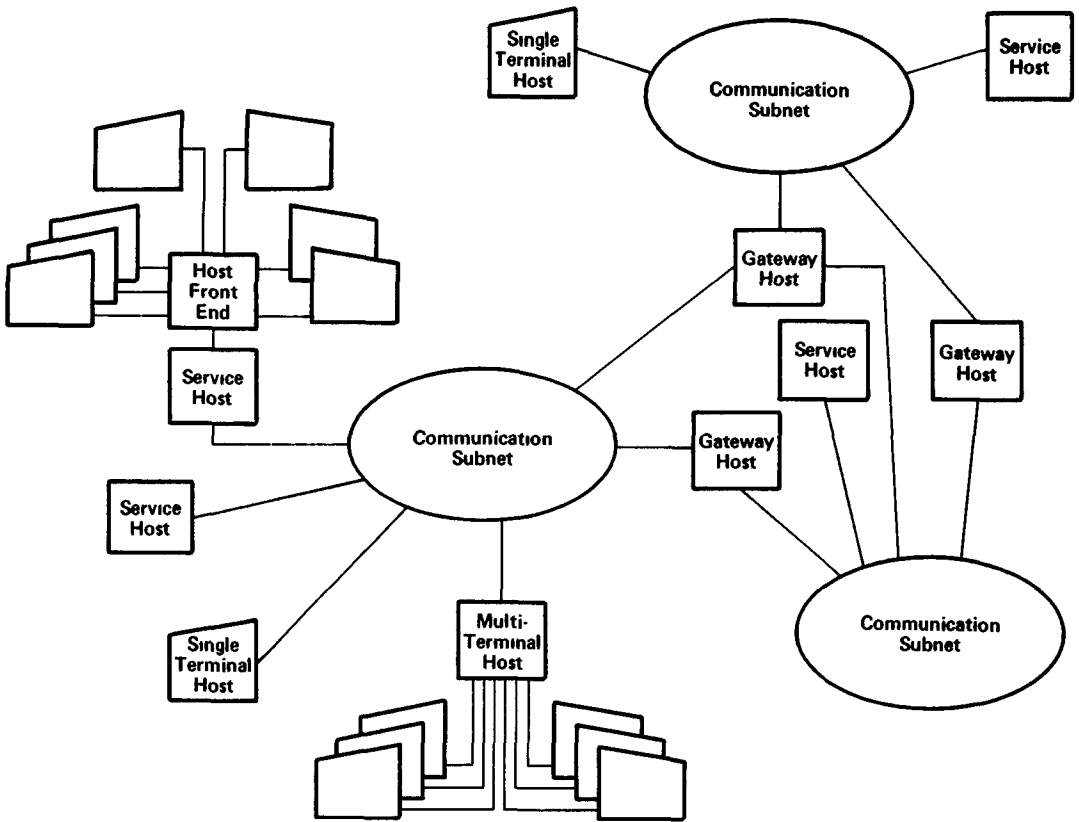 Single
Terminal
Host
Communication
Subnet
Service
Host
Host
Front
End
Gateway
Host
Service
Host
Gateway
Host
Service
Host
Communication
Subnet
Gateway
Host
Service
Host
Single
Terminal
Host
Multi-
Terminal
Host
Communication
Subnet